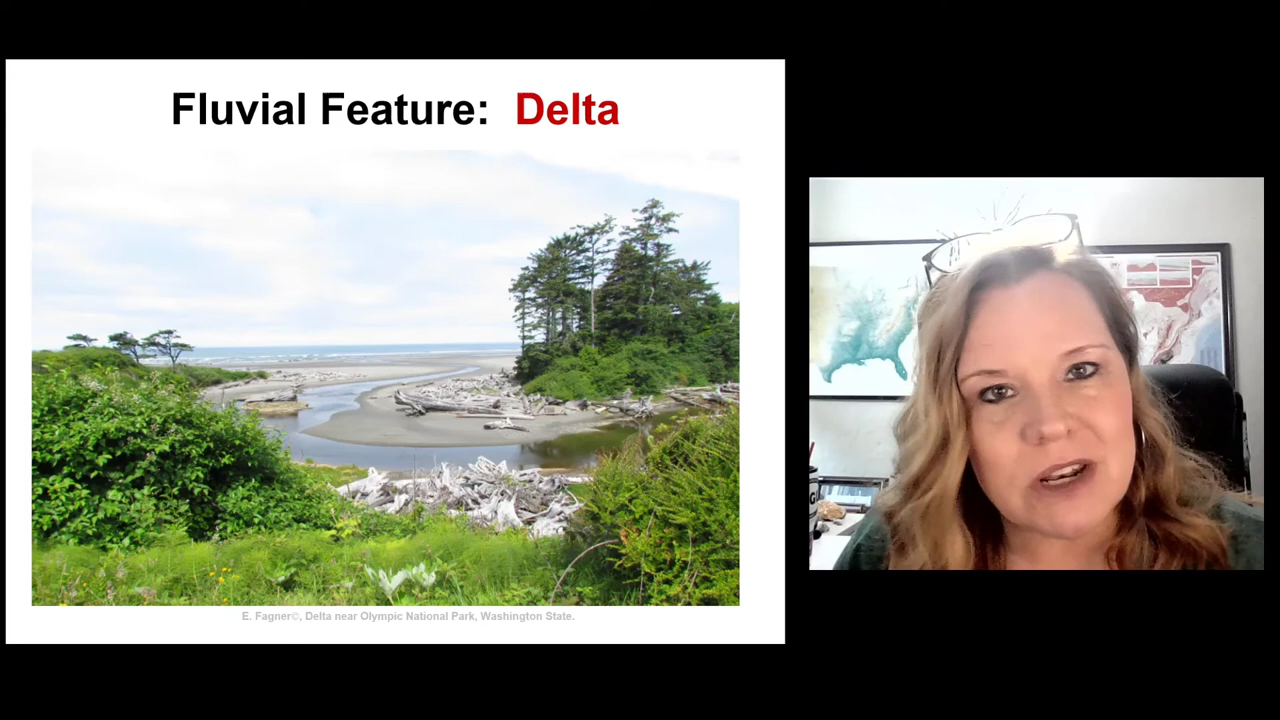 Fluvial Feature: Delta
E. Fagner©, Delta near Olympic National Park, Washington State.